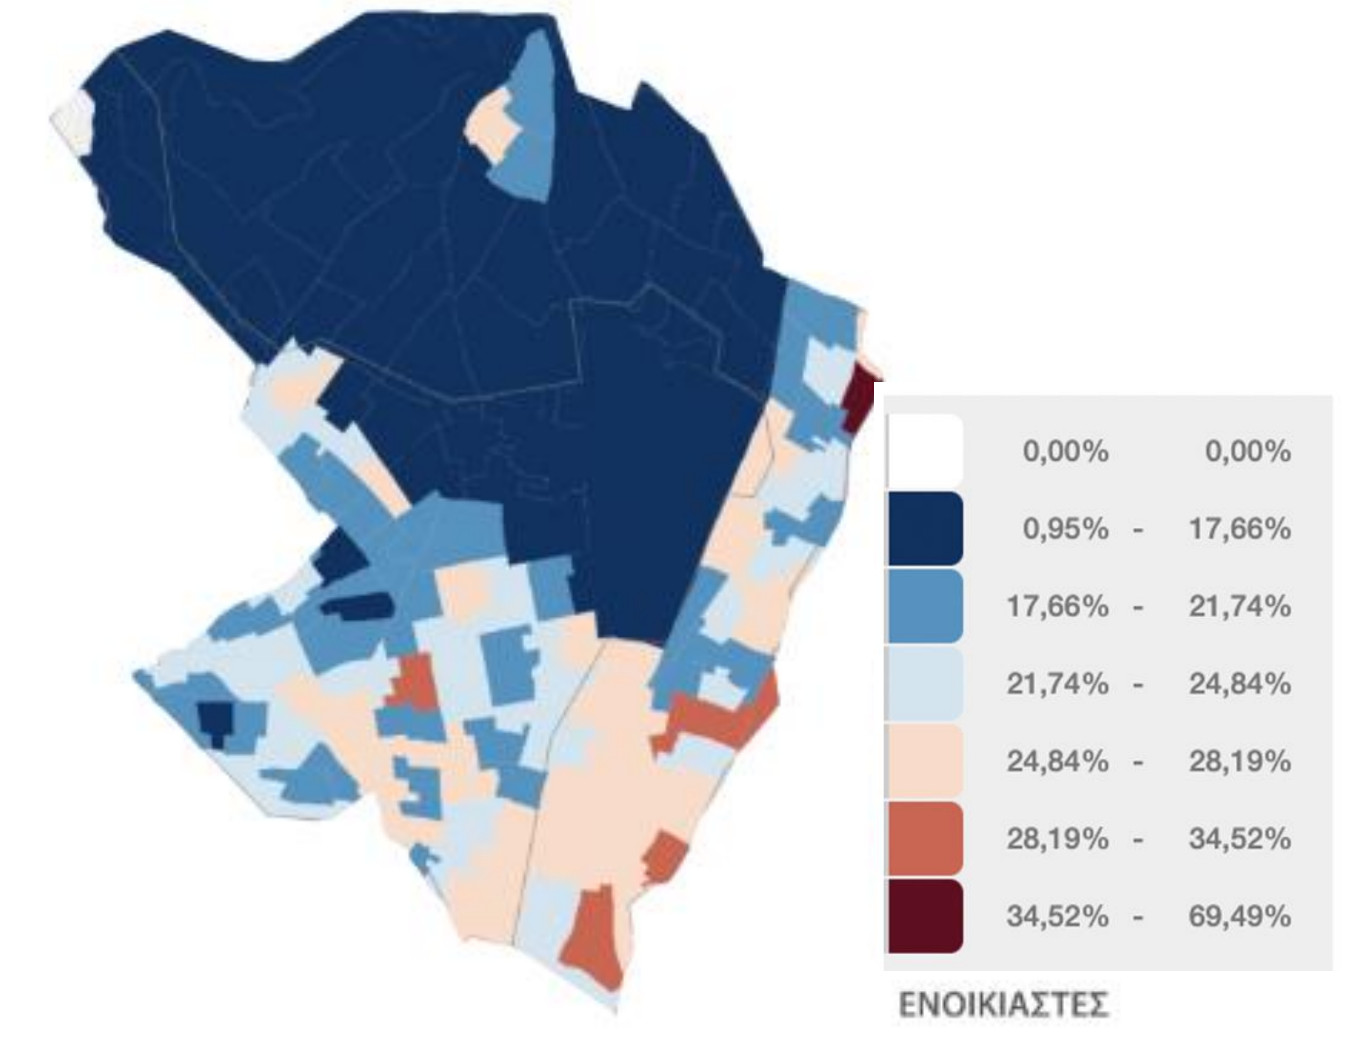 0,00% 0,00%
0,95% - 17,66%
17,66% - 21,74%
21,74% - 24,84%
24,84% - 28,19%
28,19% - 34,52%
34,52% - 69,49%
ΕΝΟΙΚΙΑΣΤΕΣ